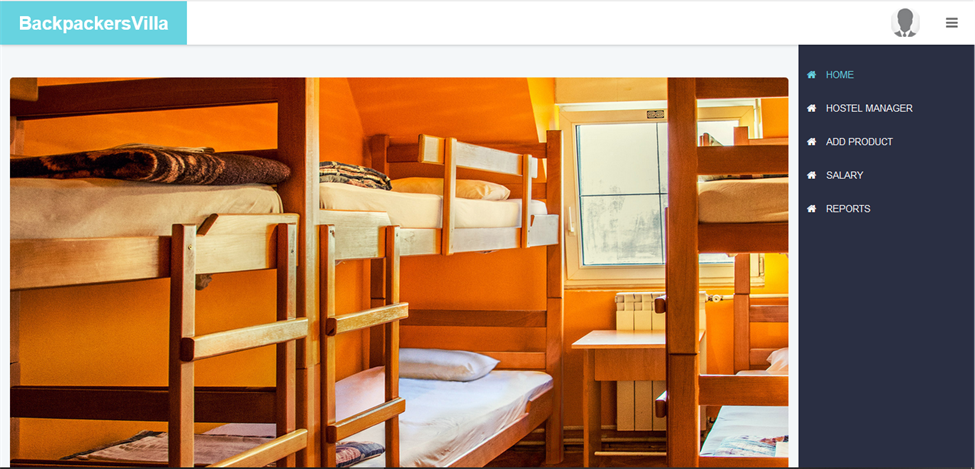 BackpackersVilla
HOME
HOSTEL MANAGER
ADD PRODUCT
SALARY
REPORTS